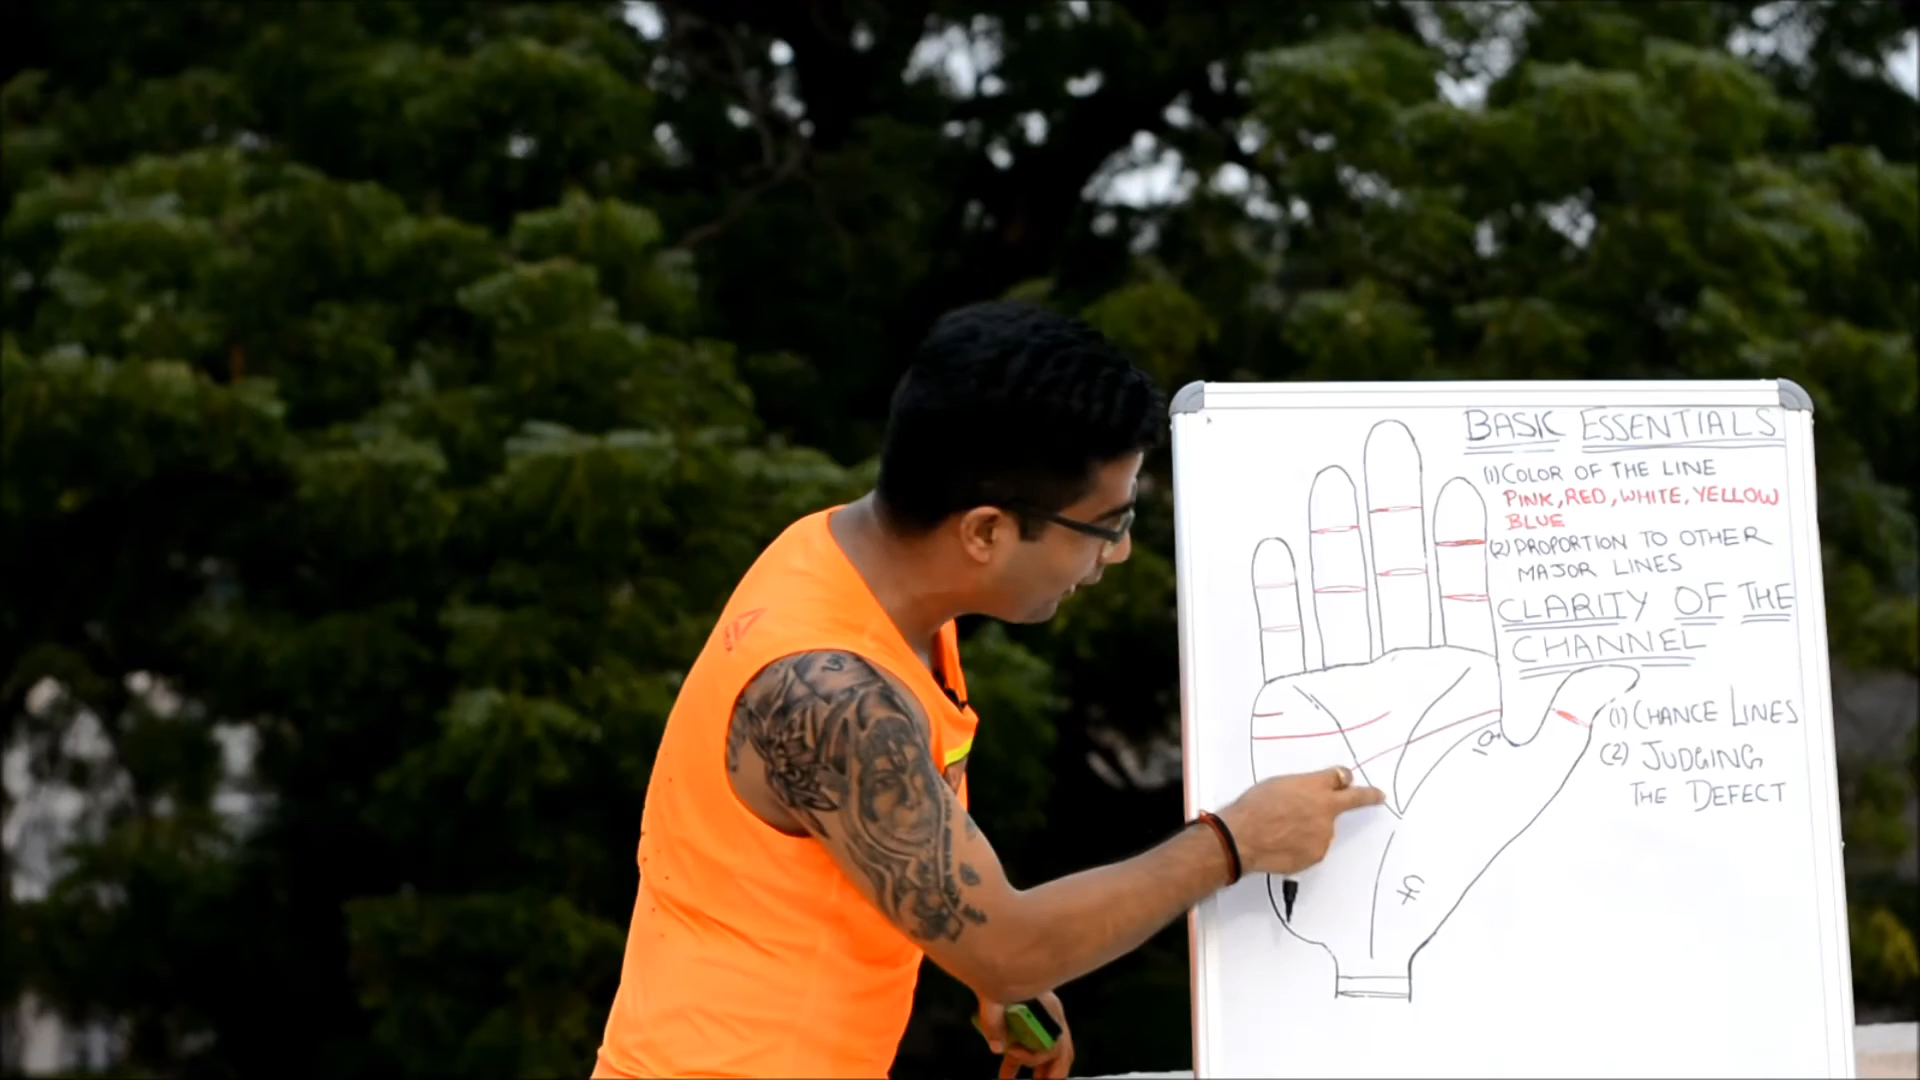 BASIC ESSENTIALS
(1) COLOR OF THE LINE
PINK, RED, WHITE, YELLOW
BLUE
(2) PROPORTION TO OTHER
MAJOR LINES
CLARITY OF THE
CHANNEL
(1) CHANCE LINES
(2) JUDGING
THE DEFECT